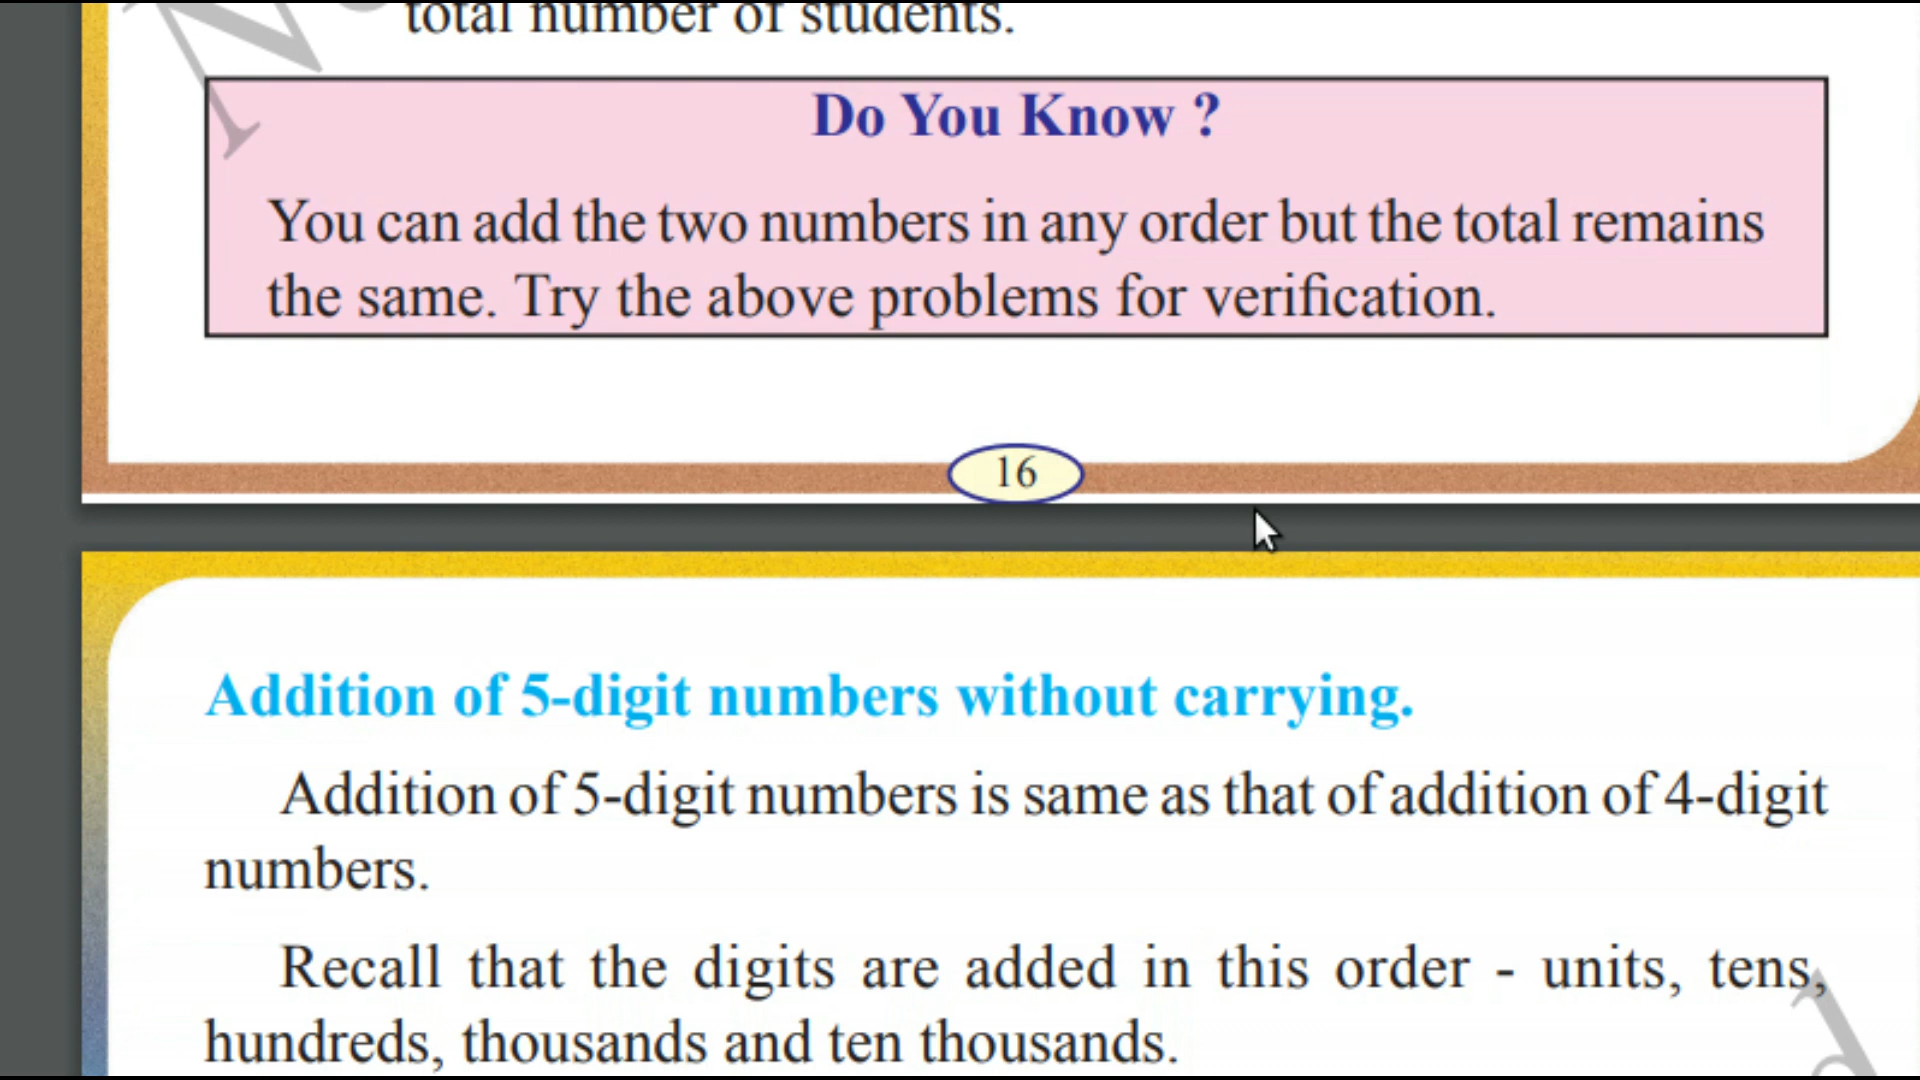 total number of students.
Do You Know ?
You can add the two numbers in any order but the total remains
the same. Try the above problems for verification.
16
Addition of 5-digit numbers without carrying.
Addition of 5-digit numbers is same as that of addition of 4-digit
numbers.
Recall that the digits are added in this order - units, tens,
hundreds, thousands and ten thousands.